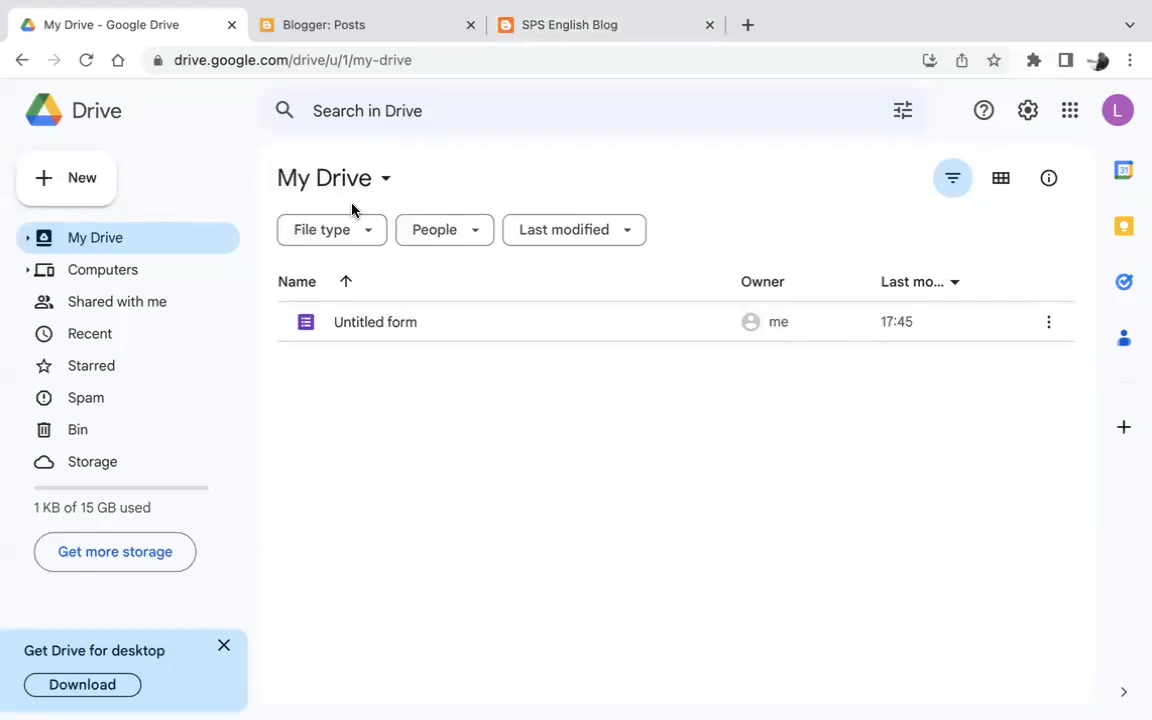 My Drive - Google Drive
Blogger: Posts
SPS English Blog
drive.google.com/drive/u/1/my-drive
Drive
Search in Drive
L
New
My Drive
31
File type
People
Last modified
My Drive
Computers
Name
Owner
Last mo...
Shared with me
Untitled form
me
17:45
Recent
Starred
Spam
Bin
Storage
1 KB of 15 GB used
Get more storage
Get Drive for desktop
Download